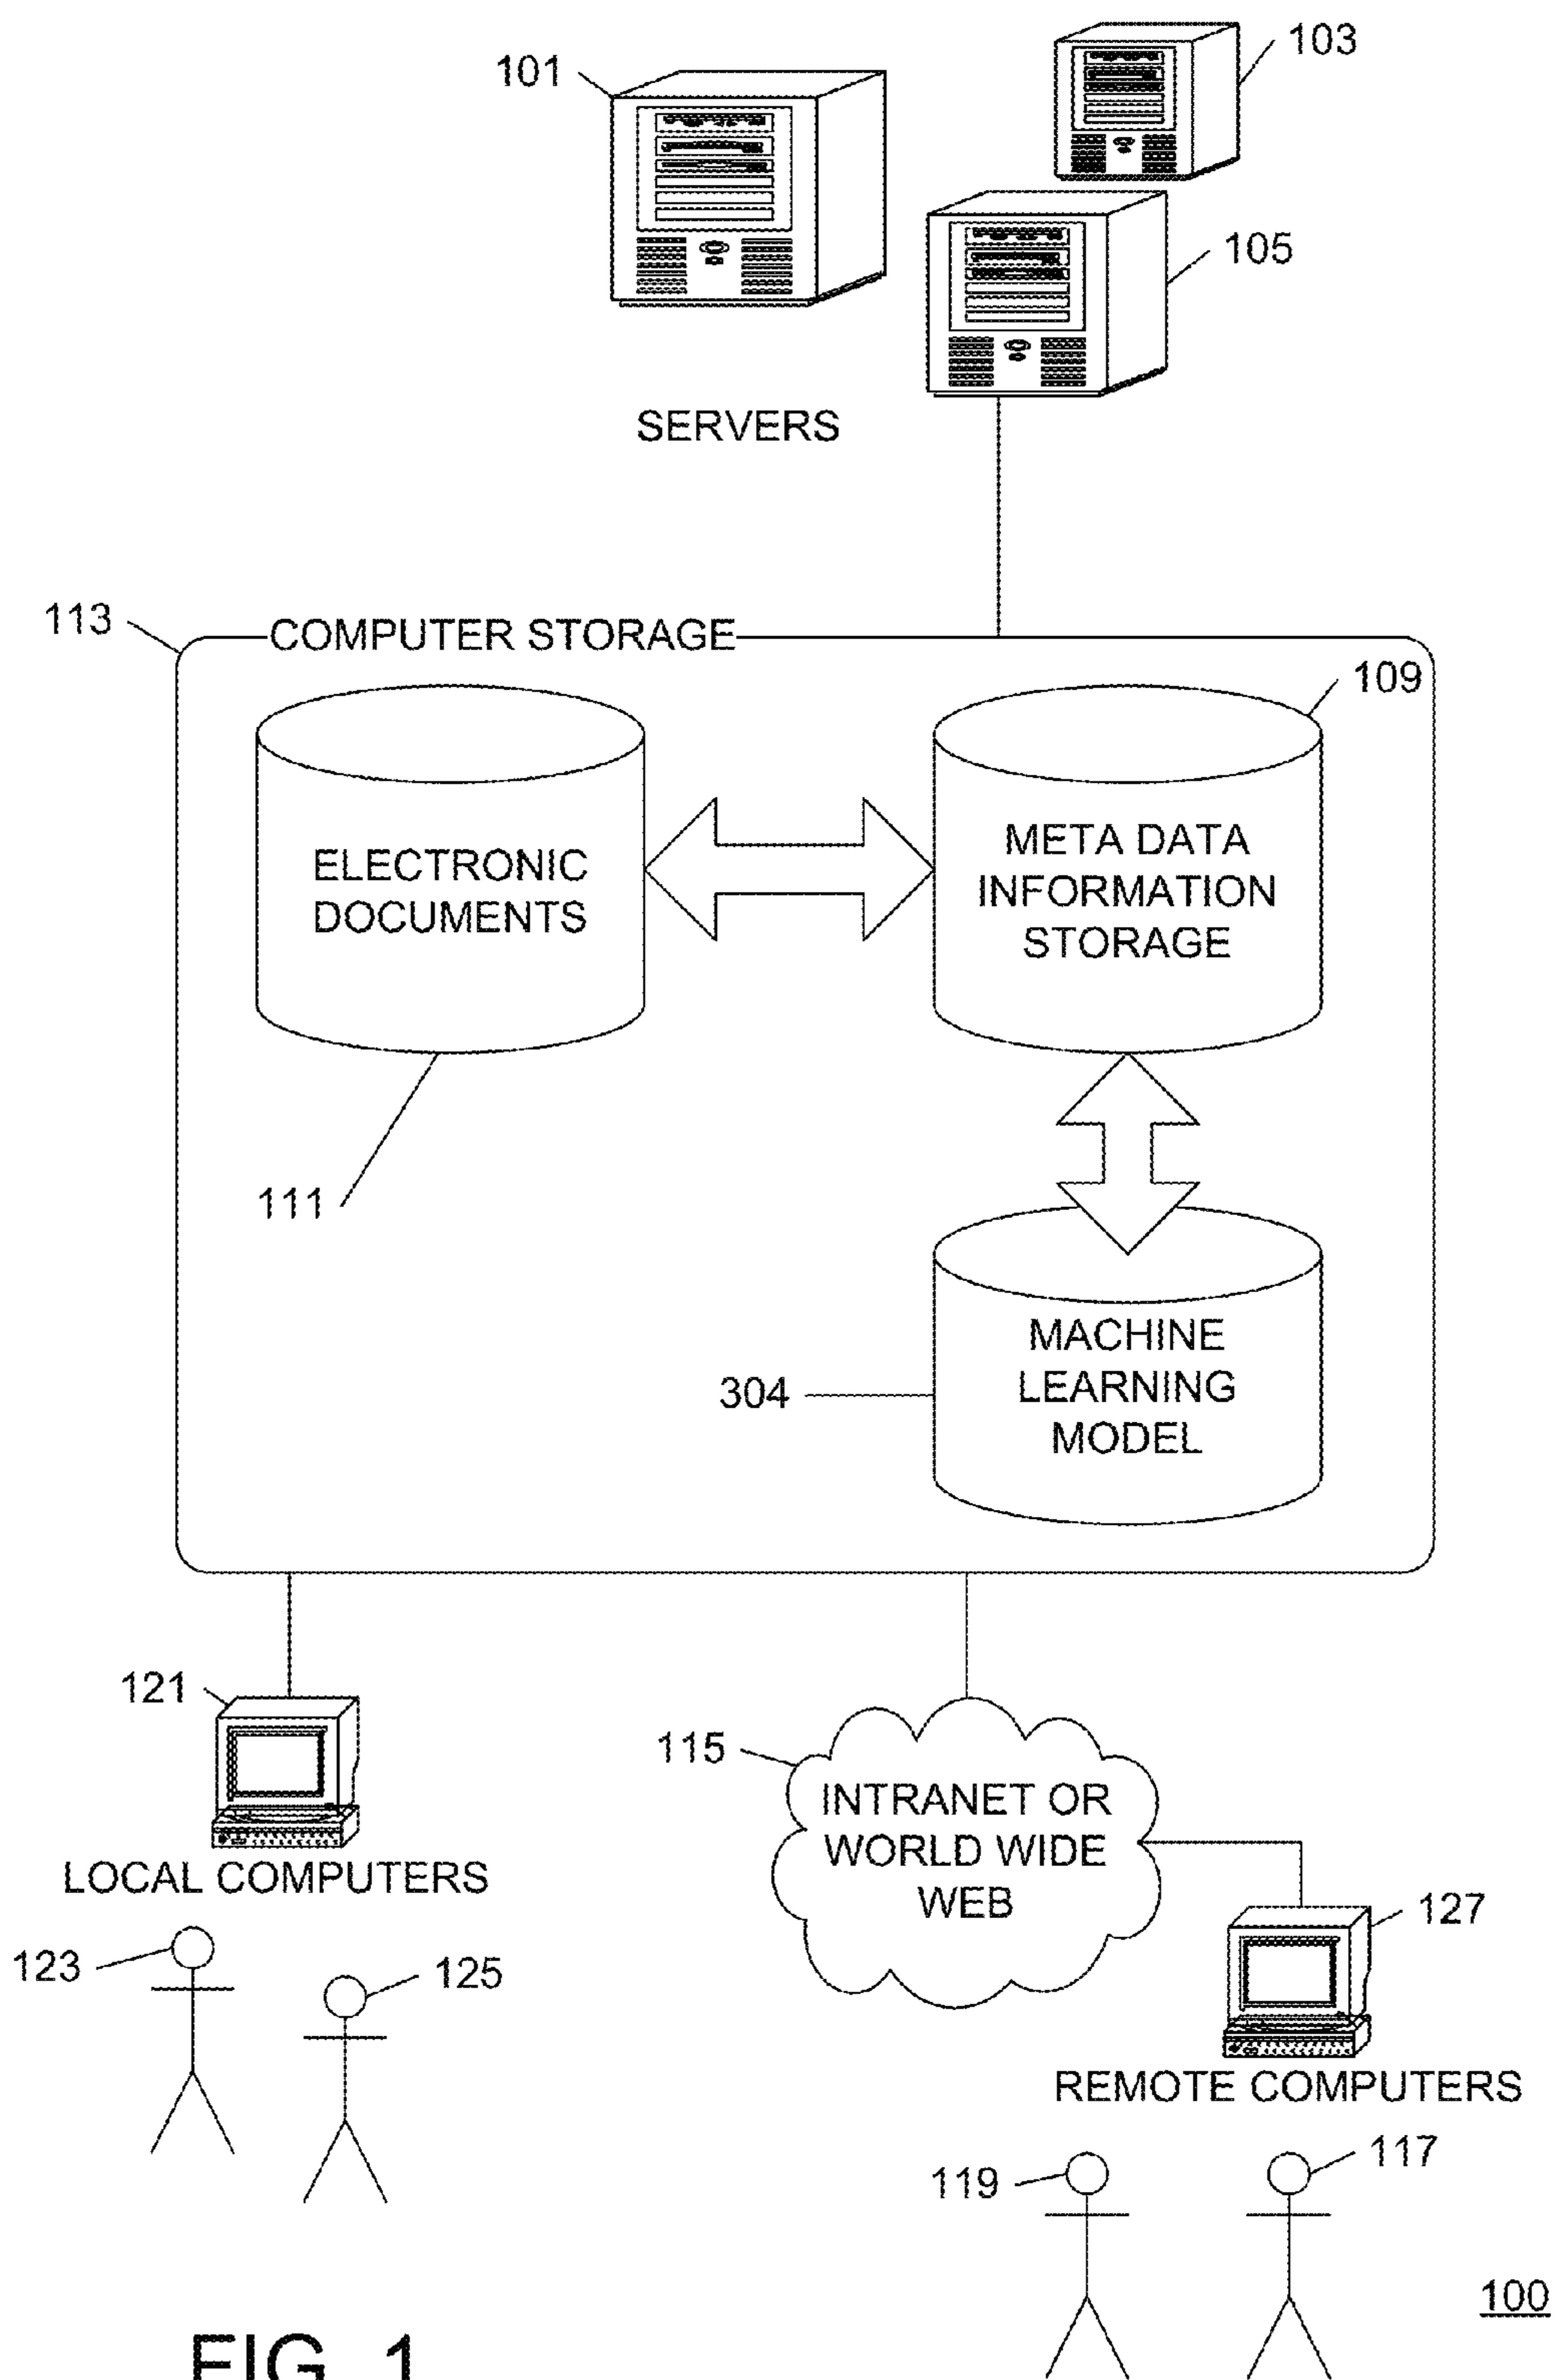 101
103
105
SERVERS
113
COMPUTER STORAGE
109
ELECTRONIC
DOCUMENTS
META DATA
INFORMATION
STORAGE
111
MACHINE
LEARNING
MODEL
304
121
LOCAL COMPUTERS
115
INTRANET OR
WORLD WIDE
WEB
127
REMOTE COMPUTERS
123
125
119
117
100
FIG. 1